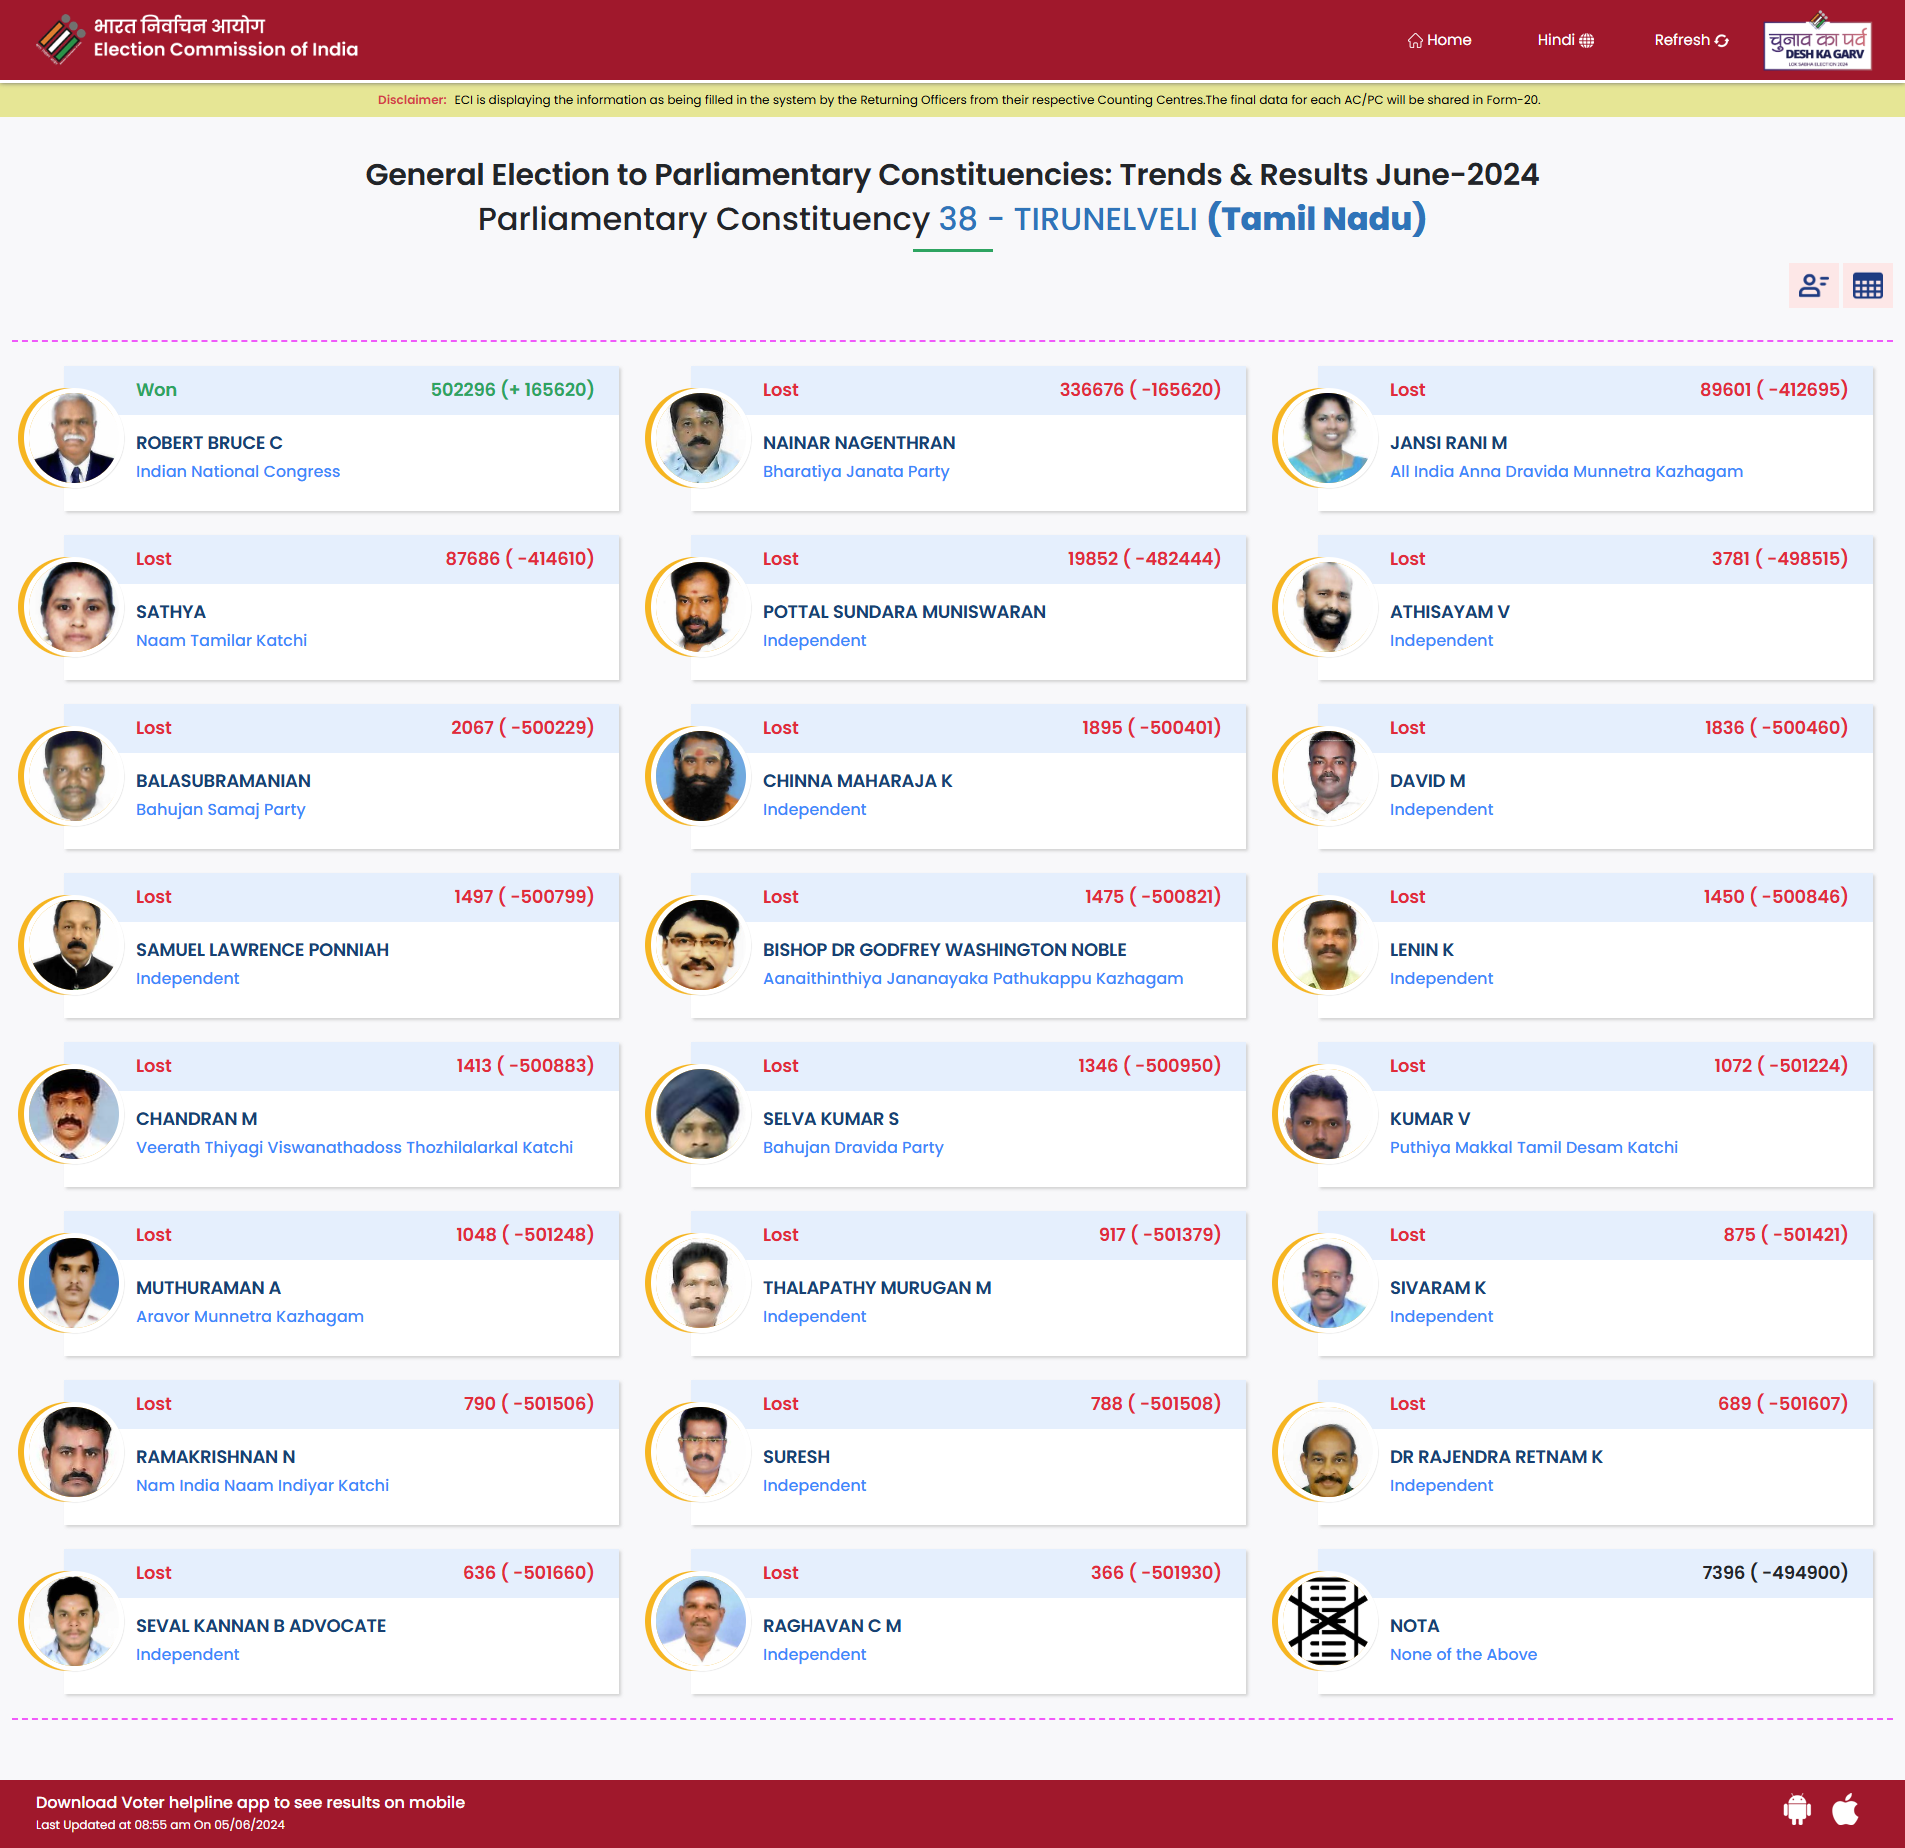 भारत निर्वाचन आयोग
Election Commission of India
Home
Hindi
Refresh
चुनाव का पर्व
DESH KA GARV
LOK SABHA ELECTION 2024
Disclaimer: ECI is displaying the information as being filled in the system by the Returning Officers from their respective Counting Centres.The final data for each AC/PC will be shared in Form-20.
General Election to Parliamentary Constituencies: Trends & Results June-2024
Parliamentary Constituency 38 - TIRUNELVELI (Tamil Nadu)
Won 502296 (+ 165620)
ROBERT BRUCE C
Indian National Congress
Lost 336676 ( -165620)
NAINAR NAGENTHRAN
Bharatiya Janata Party
Lost 89601 ( -412695)
JANSI RANI M
All India Anna Dravida Munnetra Kazhagam
Lost 87686 ( -414610)
SATHYA
Naam Tamilar Katchi
Lost 19852 ( -482444)
POTTAL SUNDARA MUNISWARAN
Independent
Lost 3781 ( -498515)
ATHISAYAM V
Independent
Lost 2067 ( -500229)
BALASUBRAMANIAN
Bahujan Samaj Party
Lost 1895 ( -500401)
CHINNA MAHARAJA K
Independent
Lost 1836 ( -500460)
DAVID M
Independent
Lost 1497 ( -500799)
SAMUEL LAWRENCE PONNIAH
Independent
Lost 1475 ( -500821)
BISHOP DR GODFREY WASHINGTON NOBLE
Aanaithinthiya Jananayaka Pathukappu Kazhagam
Lost 1450 ( -500846)
LENIN K
Independent
Lost 1413 ( -500883)
CHANDRAN M
Veerath Thiyagi Viswanathadoss Thozhilalarkal Katchi
Lost 1346 ( -500950)
SELVA KUMAR S
Bahujan Dravida Party
Lost 1072 ( -501224)
KUMAR V
Puthiya Makkal Tamil Desam Katchi
Lost 1048 ( -501248)
MUTHURAMAN A
Aravor Munnetra Kazhagam
Lost 917 ( -501379)
THALAPATHY MURUGAN M
Independent
Lost 875 ( -501421)
SIVARAM K
Independent
Lost 790 ( -501506)
RAMAKRISHNAN N
Nam India Naam Indiyar Katchi
Lost 788 ( -501508)
SURESH
Independent
Lost 689 ( -501607)
DR RAJENDRA RETNAM K
Independent
Lost 636 ( -501660)
SEVAL KANNAN B ADVOCATE
Independent
Lost 366 ( -501930)
RAGHAVAN C M
Independent
7396 ( -494900)
NOTA
None of the Above
Download Voter helpline app to see results on mobile
Last Updated at 08:55 am On 05/06/2024